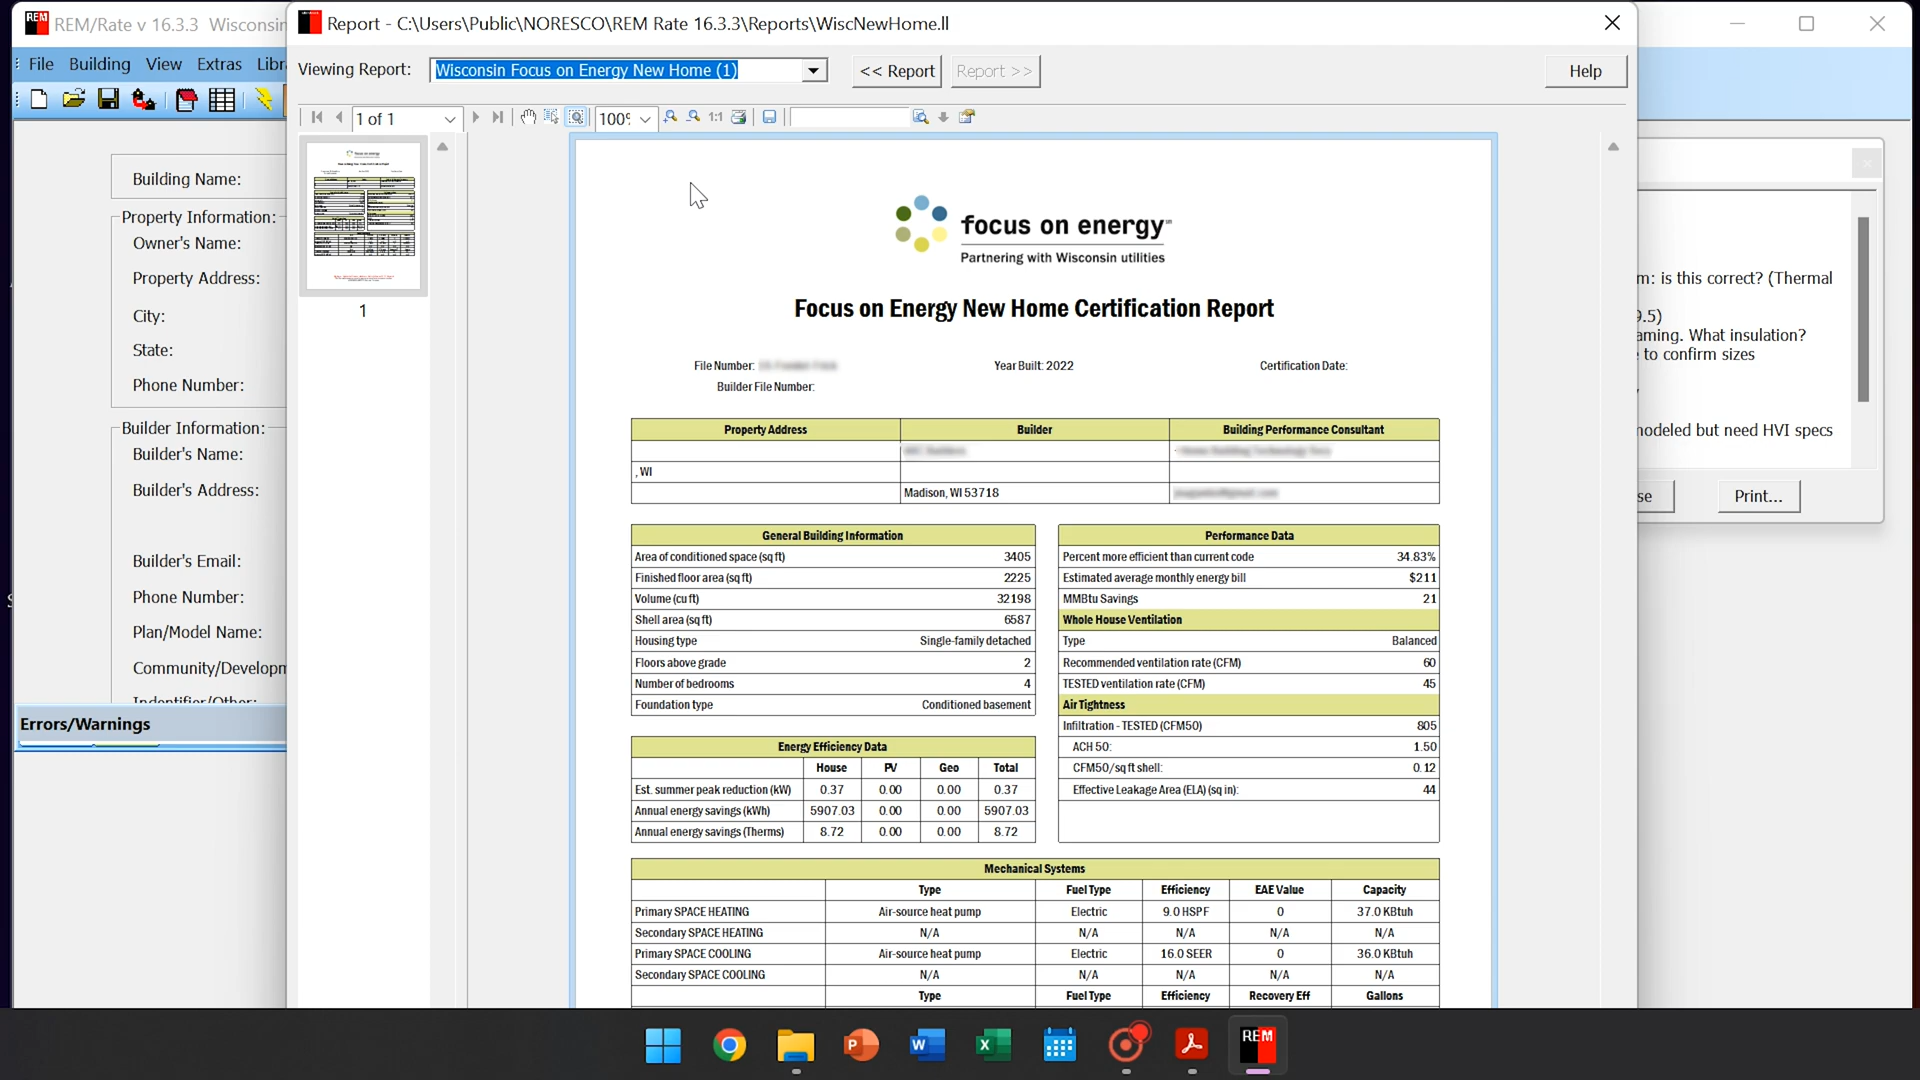 REM/Rate v 16.3.3 Wisconsin
Report - C:\Users\Public\NORESCO\REM Rate 16.3.3\Reports\WiscNewHome.ll
File Building View Extras Libr
Viewing Report: Wisconsin Focus on Energy New Home (1) << Report Report >> Help
1 of 1 100% 1:1
1
Building Name:
Property Information:
Owner's Name:
Property Address:
City:
State:
Phone Number:
Builder Information:
Builder's Name:
Builder's Address:
Builder's Email:
Phone Number:
Plan/Model Name:
Community/Developm
Indentifier/Other:
Errors/Warnings
focus on energy℠
Partnering with Wisconsin utilities
Focus on Energy New Home Certification Report
File Number: Year Built: 2022 Certification Date:
Builder File Number:
Property Address Builder Building Performance Consultant
, WI
Madison, WI 53718
General Building Information
Area of conditioned space (sq ft) 3405
Finished floor area (sq ft) 2225
Volume (cu ft) 32198
Shell area (sq ft) 6587
Housing type Single-family detached
Floors above grade 2
Number of bedrooms 4
Foundation type Conditioned basement
Energy Efficiency Data
House PV Geo Total
Est. summer peak reduction (kW) 0.37 0.00 0.00 0.37
Annual energy savings (kWh) 5907.03 0.00 0.00 5907.03
Annual energy savings (Therms) 8.72 0.00 0.00 8.72
Performance Data
Percent more efficient than current code 34.83%
Estimated average monthly energy bill $211
MMBtu Savings 21
Whole House Ventilation
Type Balanced
Recommended ventilation rate (CFM) 60
TESTED ventilation rate (CFM) 45
Air Tightness
Infiltration - TESTED (CFM50) 805
ACH 50: 1.50
CFM50/sq ft shell: 0.12
Effective Leakage Area (ELA) (sq in): 44
Mechanical Systems
Type Fuel Type Efficiency EAE Value Capacity
Primary SPACE HEATING Air-source heat pump Electric 9.0 HSPF 0 37.0 KBtuh
Secondary SPACE HEATING N/A N/A N/A N/A N/A
Primary SPACE COOLING Air-source heat pump Electric 16.0 SEER 0 36.0 KBtuh
Secondary SPACE COOLING N/A N/A N/A N/A N/A
Type Fuel Type Efficiency Recovery Eff Gallons
m: is this correct? (Thermal
9.5)
aming. What insulation?
to confirm sizes
modeled but need HVI specs
se Print...
REM